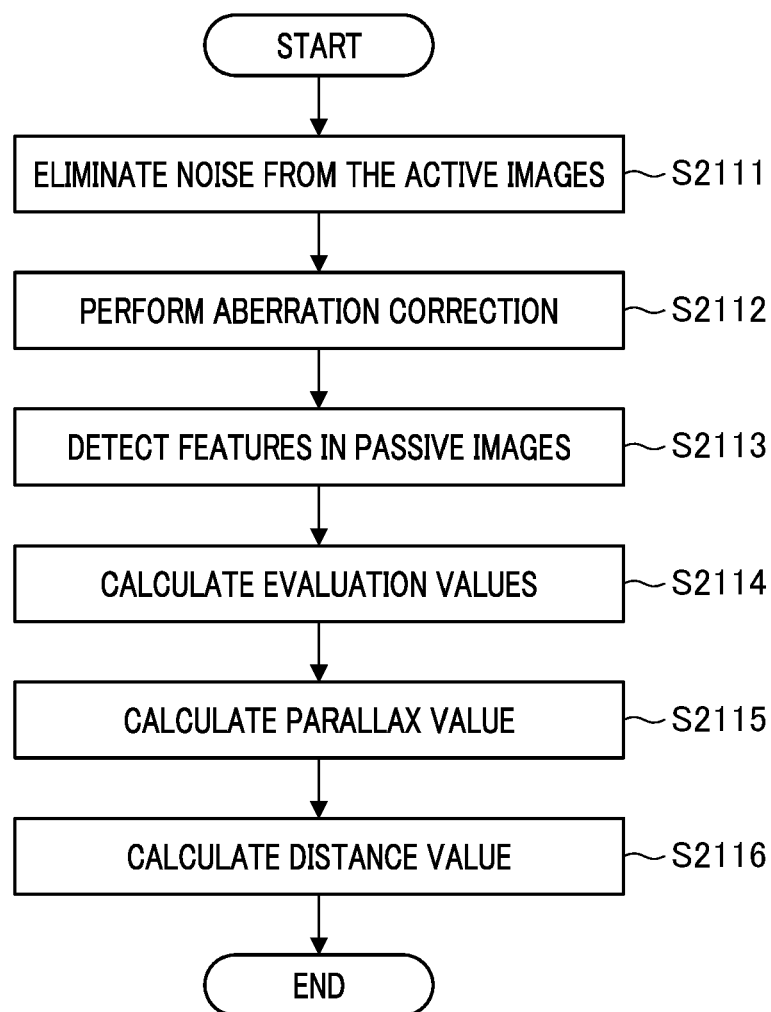 START
ELIMINATE NOISE FROM THE ACTIVE IMAGES S2111
PERFORM ABERRATION CORRECTION S2112
DETECT FEATURES IN PASSIVE IMAGES S2113
CALCULATE EVALUATION VALUES S2114
CALCULATE PARALLAX VALUE S2115
CALCULATE DISTANCE VALUE S2116
END